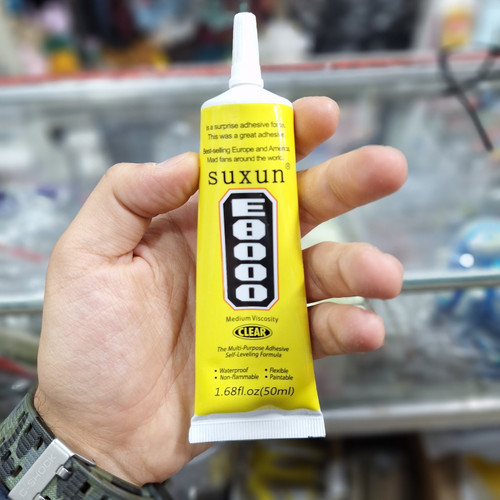 is a surprise adhesive for us.
This was a great adhesive.
Best-selling Europe and America.
Mad fans around the world.
suxun®
E8000
Medium Viscosity
CLEAR
The Multi-Purpose Adhesive
Self-Leveling Formula
• Waterproof • Flexible
• Non-flammable • Paintable
1.68fl.oz(50ml)